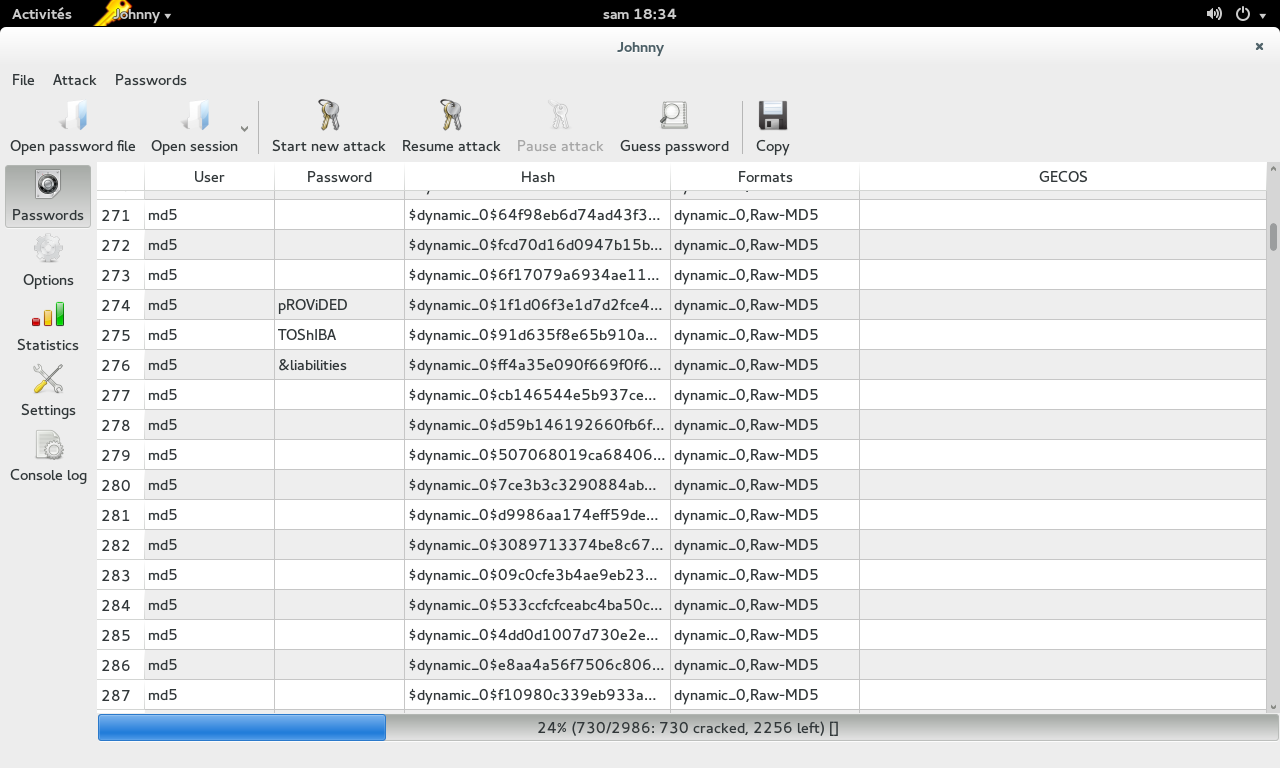 Activités Johnny sam 18:34
Johnny
File Attack Passwords
Open password file Open session Start new attack Resume attack Pause attack Guess password Copy
Passwords
Options
Statistics
Settings
Console log
User Password Hash Formats GECOS
271 md5 $dynamic_0$64f98eb6d74ad43f3... dynamic_0,Raw-MD5
272 md5 $dynamic_0$fcd70d16d0947b15b... dynamic_0,Raw-MD5
273 md5 $dynamic_0$6f17079a6934ae11... dynamic_0,Raw-MD5
274 md5 pROViDED $dynamic_0$1f1d06f3e1d7d2fce4... dynamic_0,Raw-MD5
275 md5 TOShIBA $dynamic_0$91d635f8e65b910a... dynamic_0,Raw-MD5
276 md5 &liabilities $dynamic_0$ff4a35e090f669f0f6... dynamic_0,Raw-MD5
277 md5 $dynamic_0$cb146544e5b937ce... dynamic_0,Raw-MD5
278 md5 $dynamic_0$d59b146192660fb6f... dynamic_0,Raw-MD5
279 md5 $dynamic_0$507068019ca68406... dynamic_0,Raw-MD5
280 md5 $dynamic_0$7ce3b3c3290884ab... dynamic_0,Raw-MD5
281 md5 $dynamic_0$d9986aa174eff59de... dynamic_0,Raw-MD5
282 md5 $dynamic_0$3089713374be8c67... dynamic_0,Raw-MD5
283 md5 $dynamic_0$09c0cfe3b4ae9eb23... dynamic_0,Raw-MD5
284 md5 $dynamic_0$533ccfcfceabc4ba50c... dynamic_0,Raw-MD5
285 md5 $dynamic_0$4dd0d1007d730e2e... dynamic_0,Raw-MD5
286 md5 $dynamic_0$e8aa4a56f7506c806... dynamic_0,Raw-MD5
287 md5 $dynamic_0$f10980c339eb933a... dynamic_0,Raw-MD5
24% (730/2986: 730 cracked, 2256 left) []